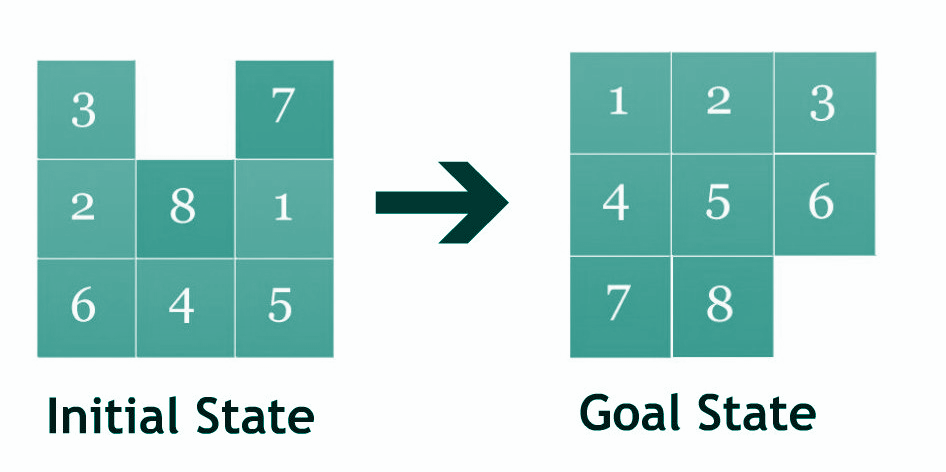 3 7
2 8 1
6 4 5
Initial State
1 2 3
4 5 6
7 8
Goal State